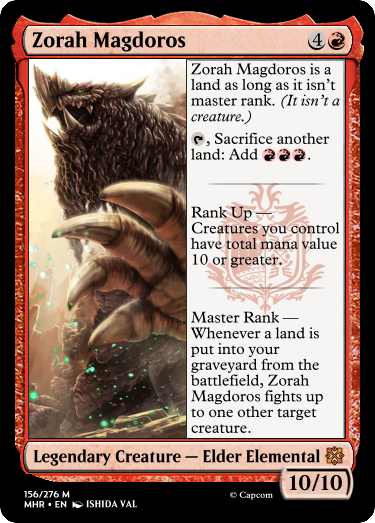 Zorah Magdoros 4
Zorah Magdoros is a
land as long as it isn't
master rank. (It isn't a
creature.)
, Sacrifice another
land: Add .
Rank Up —
Creatures you control
have total mana value
10 or greater.
Master Rank —
Whenever a land is
put into your
graveyard from the
battlefield, Zorah
Magdoros fights up
to one other target
creature.
Legendary Creature — Elder Elemental
10/10
156/276 M
MHR • EN ISHIDA VAL
© Capcom